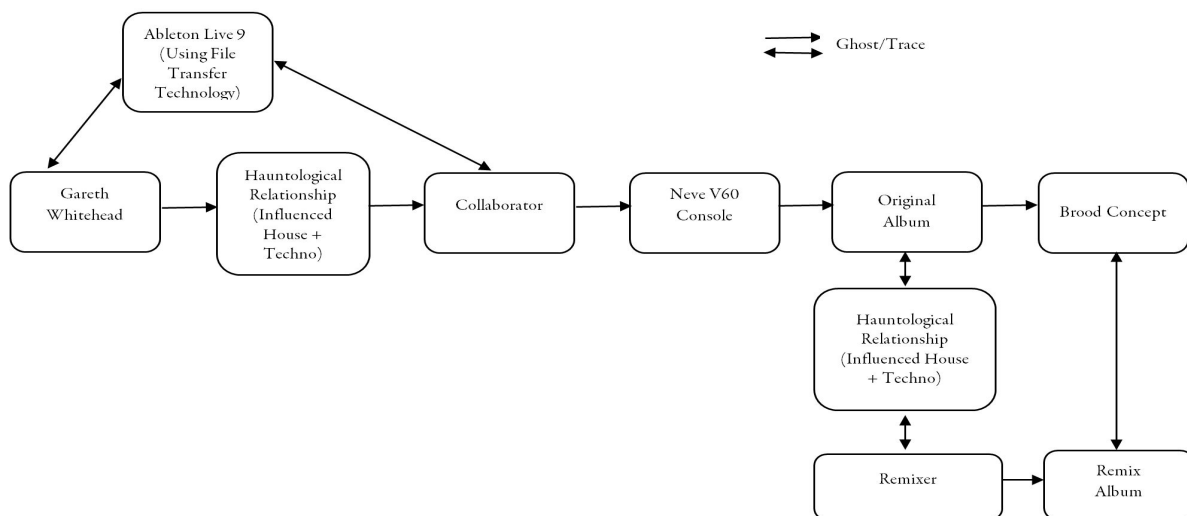 Ableton Live 9
(Using File
Transfer
Technology)
Ghost/Trace
Gareth
Whitehead
Hauntological
Relationship
(Influenced
House +
Techno)
Collaborator
Neve V60
Console
Original
Album
Brood Concept
Hauntological
Relationship
(Influenced House
+ Techno)
Remixer
Remix
Album